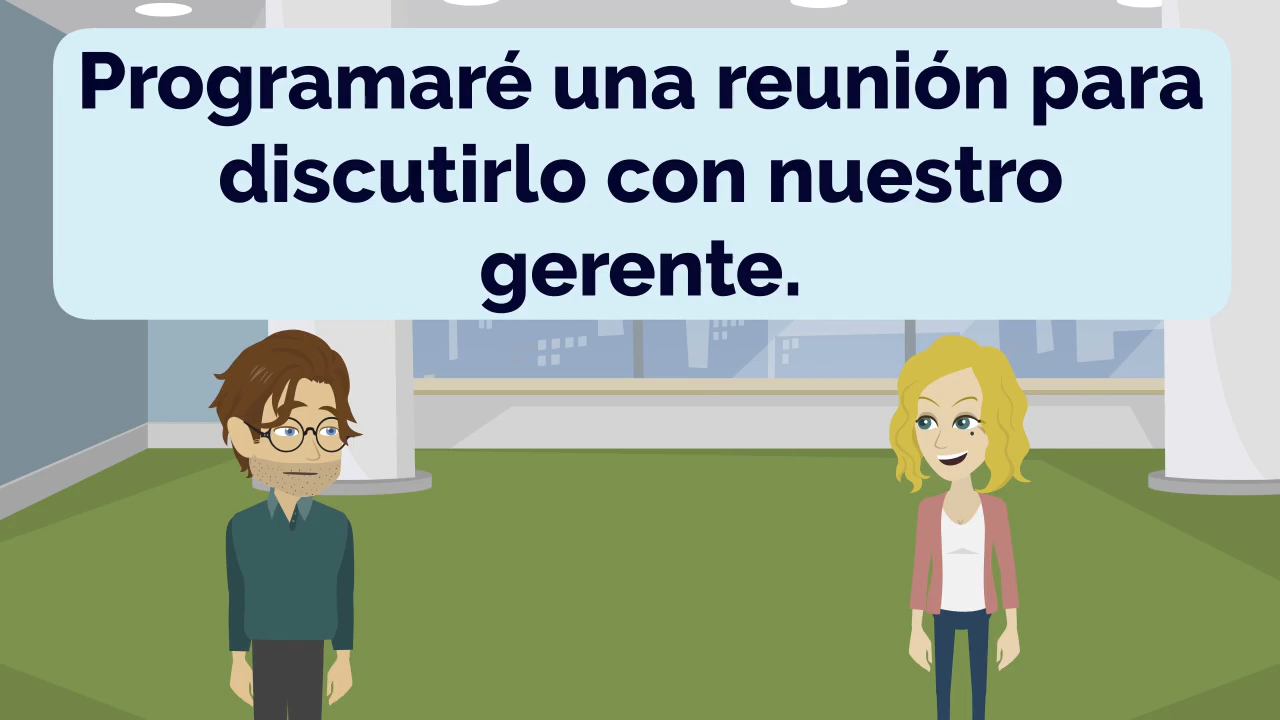 Programaré una reunión para
discutirlo con nuestro
gerente.